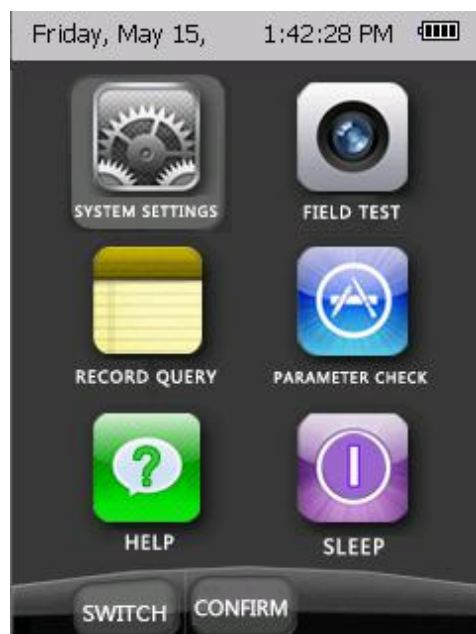 Friday, May 15, 1:42:28 PM
SYSTEM SETTINGS FIELD TEST
RECORD QUERY PARAMETER CHECK
HELP SLEEP
SWITCH CONFIRM